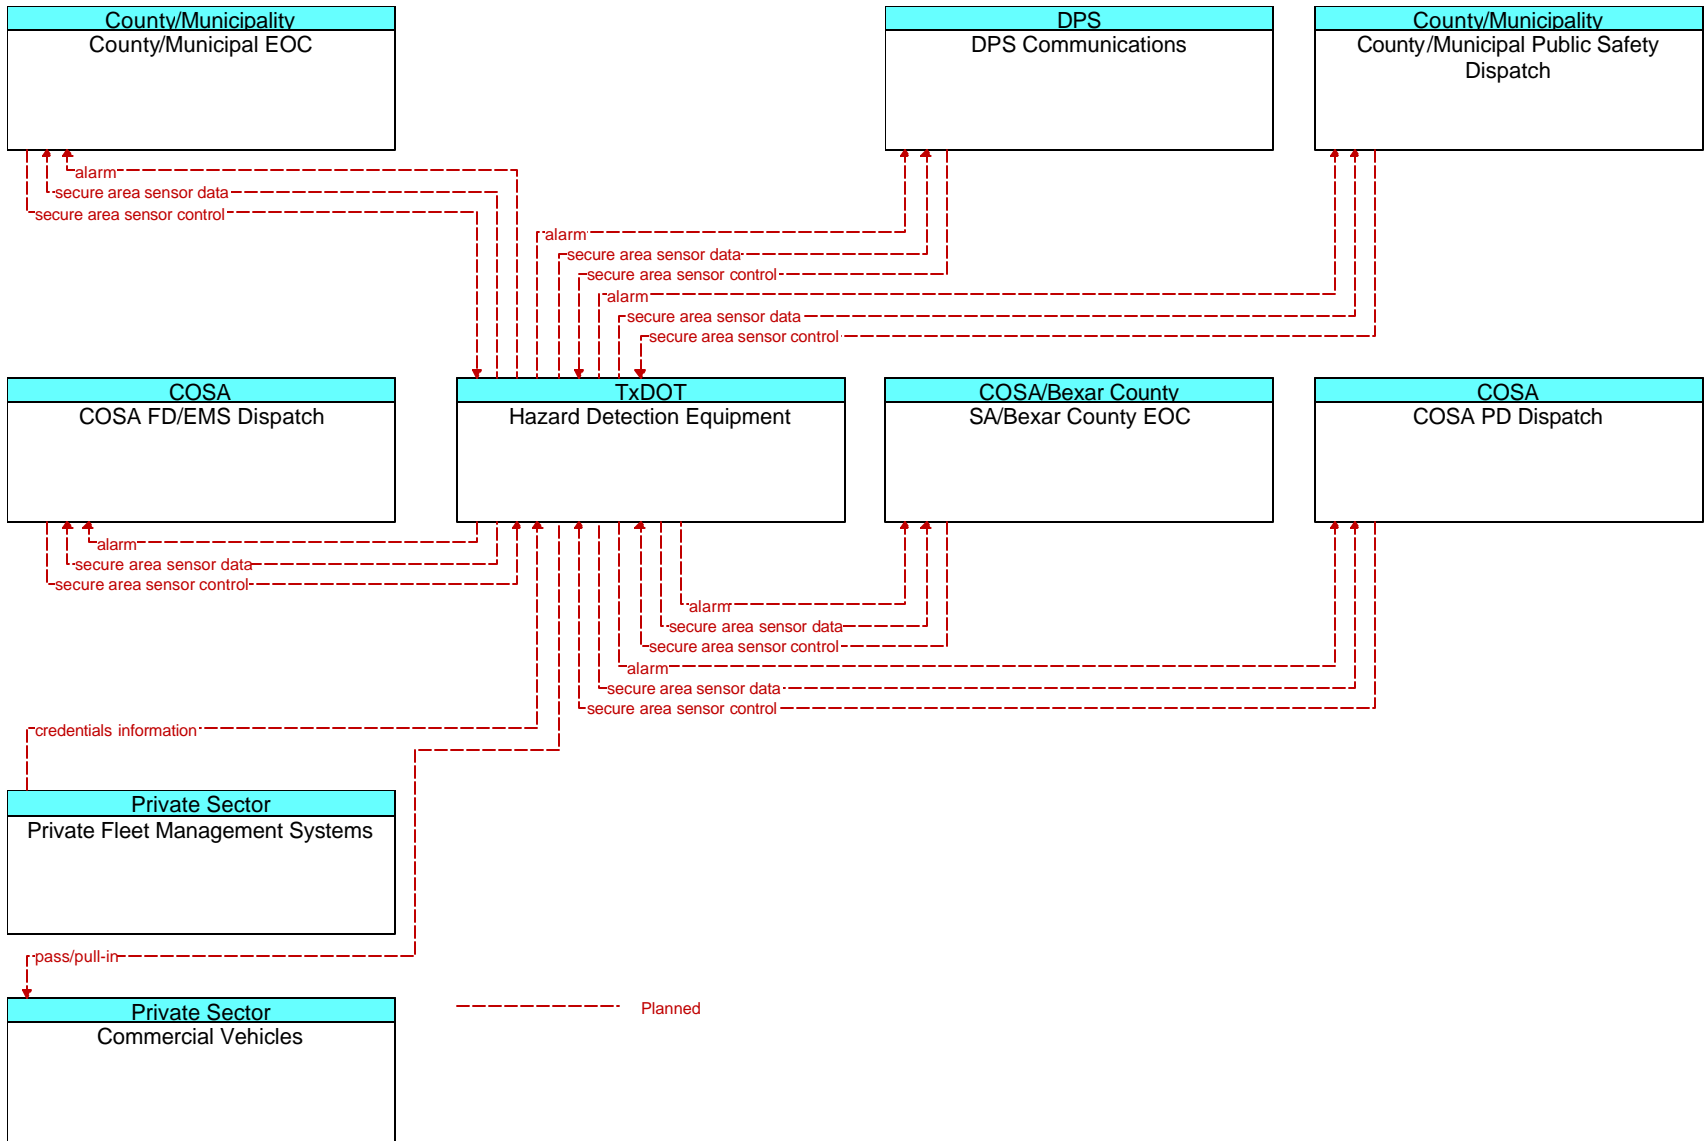 County/Municipality
County/Municipal EOC
DPS
DPS Communications
County/Municipality
County/Municipal Public Safety
Dispatch
alarm
secure area sensor data
secure area sensor control
alarm
secure area sensor data
secure area sensor control
alarm
secure area sensor data
secure area sensor control
COSA
COSA FD/EMS Dispatch
TxDOT
Hazard Detection Equipment
COSA/Bexar County
SA/Bexar County EOC
COSA
COSA PD Dispatch
alarm
secure area sensor data
secure area sensor control
alarm
secure area sensor data
secure area sensor control
alarm
secure area sensor data
secure area sensor control
credentials information
Private Sector
Private Fleet Management Systems
pass/pull-in
Private Sector
Commercial Vehicles
Planned